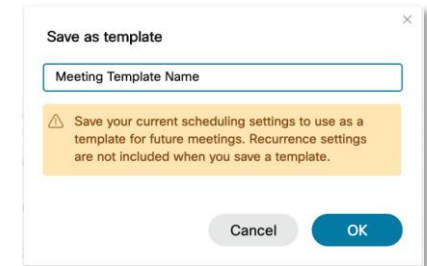 Save as template
Meeting Template Name
Save your current scheduling settings to use as a
template for future meetings. Recurrence settings
are not included when you save a template.
Cancel OK